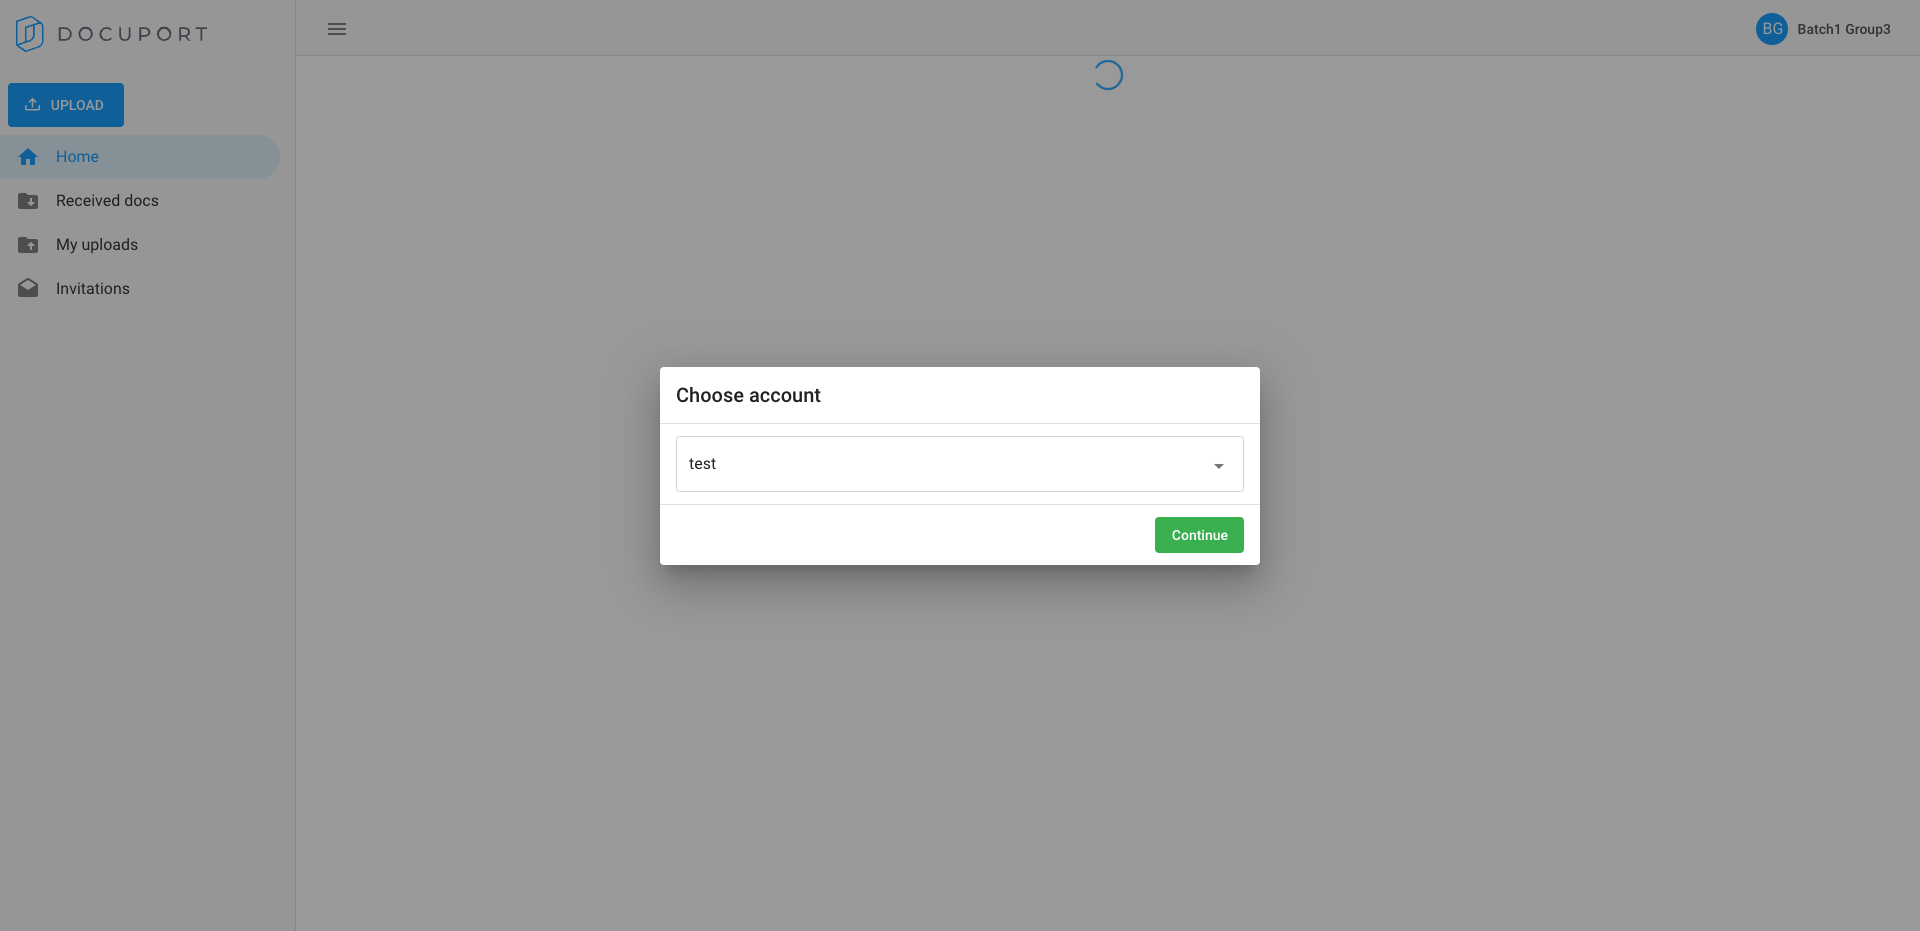 DOCUPORT
BG Batch1 Group3
UPLOAD
Home
Received docs
My uploads
Invitations
Choose account
test
Continue